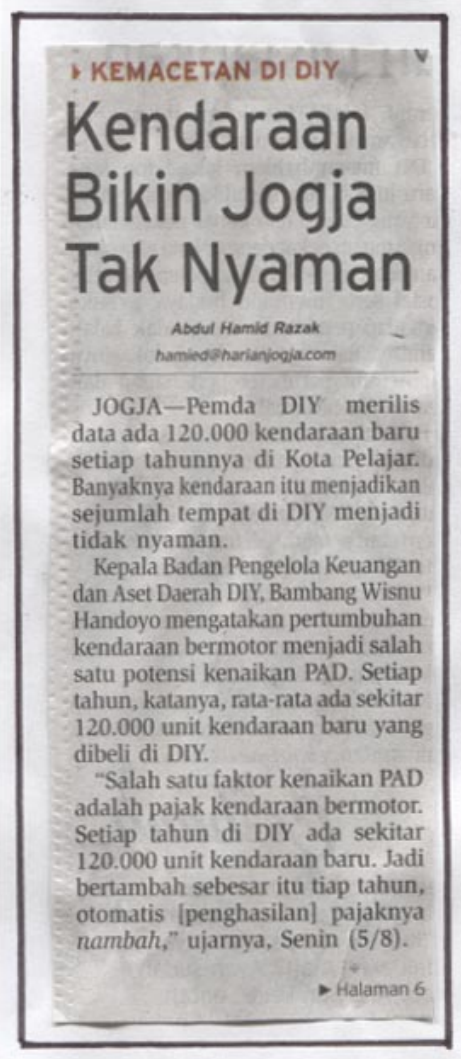 ▸ KEMACETAN DI DIY
Kendaraan
Bikin Jogja
Tak Nyaman
Abdul Hamid Razak
hamied@harianjogja.com
JOGJA—Pemda DIY merilis
data ada 120.000 kendaraan baru
setiap tahunnya di Kota Pelajar.
Banyaknya kendaraan itu menjadikan
sejumlah tempat di DIY menjadi
tidak nyaman.
Kepala Badan Pengelola Keuangan
dan Aset Daerah DIY, Bambang Wisnu
Handoyo mengatakan pertumbuhan
kendaraan bermotor menjadi salah
satu potensi kenaikan PAD. Setiap
tahun, katanya, rata-rata ada sekitar
120.000 unit kendaraan baru yang
dibeli di DIY.
“Salah satu faktor kenaikan PAD
adalah pajak kendaraan bermotor.
Setiap tahun di DIY ada sekitar
120.000 unit kendaraan baru. Jadi
bertambah sebesar itu tiap tahun,
otomatis [penghasilan] pajaknya
nambah,” ujarnya, Senin (5/8).
▸ Halaman 6